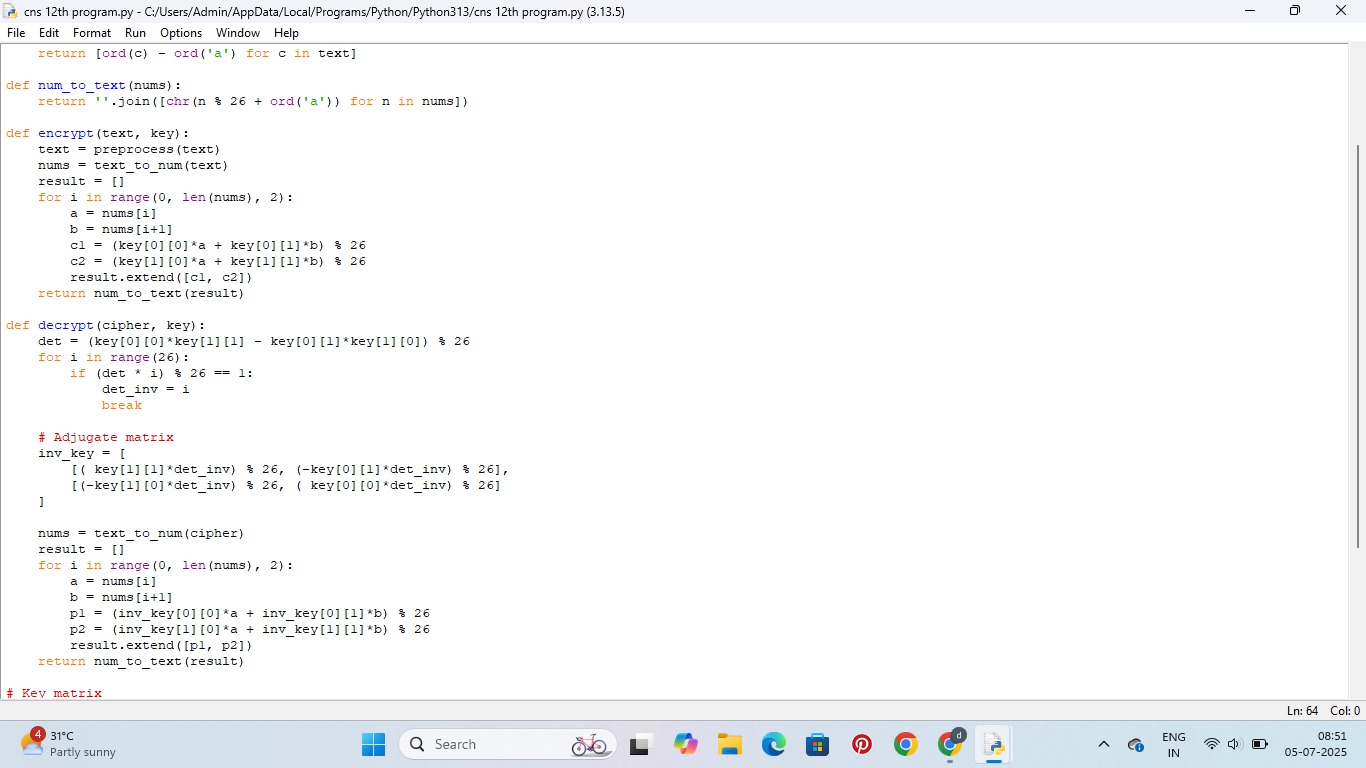 cns 12th program.py - C:/Users/Admin/AppData/Local/Programs/Python/Python313/cns 12th program.py (3.13.5)
File Edit Format Run Options Window Help
    return [ord(c) - ord('a') for c in text]

def num_to_text(nums):
    return ''.join([chr(n % 26 + ord('a')) for n in nums])

def encrypt(text, key):
    text = preprocess(text)
    nums = text_to_num(text)
    result = []
    for i in range(0, len(nums), 2):
        a = nums[i]
        b = nums[i+1]
        c1 = (key[0][0]*a + key[0][1]*b) % 26
        c2 = (key[1][0]*a + key[1][1]*b) % 26
        result.extend([c1, c2])
    return num_to_text(result)

def decrypt(cipher, key):
    det = (key[0][0]*key[1][1] - key[0][1]*key[1][0]) % 26
    for i in range(26):
        if (det * i) % 26 == 1:
            det_inv = i
            break

    # Adjugate matrix
    inv_key = [
        [( key[1][1]*det_inv) % 26, (-key[0][1]*det_inv) % 26],
        [(-key[1][0]*det_inv) % 26, ( key[0][0]*det_inv) % 26]
    ]

    nums = text_to_num(cipher)
    result = []
    for i in range(0, len(nums), 2):
        a = nums[i]
        b = nums[i+1]
        p1 = (inv_key[0][0]*a + inv_key[0][1]*b) % 26
        p2 = (inv_key[1][0]*a + inv_key[1][1]*b) % 26
        result.extend([p1, p2])
    return num_to_text(result)

# Key matrix
Ln: 64 Col: 0
4
31°C
Partly sunny
Search
d
ENG
IN
08:51
05-07-2025